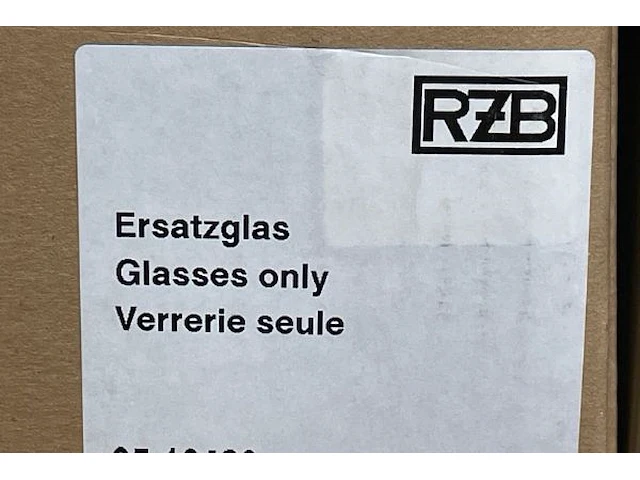 RZB
Ersatzglas
Glasses only
Verrerie seule